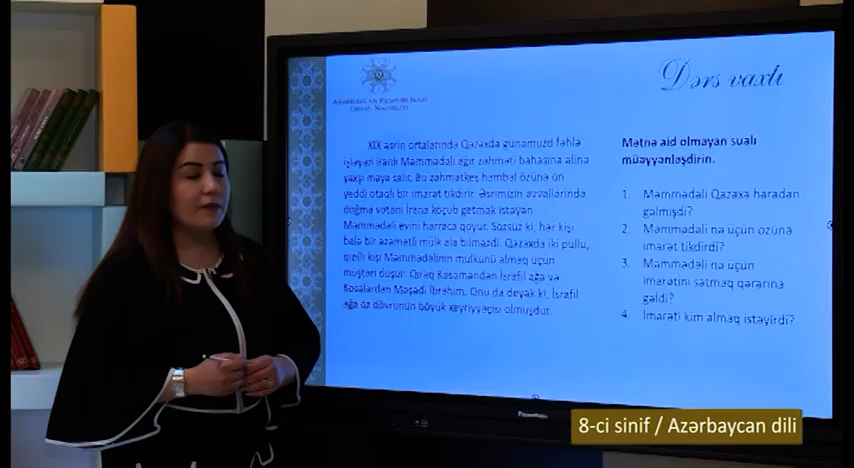 Dərs vaxtı
AZƏRBAYCAN RESPUBLİKASI
TƏHSİL NAZİRLİYİ
XIX əsrin ortalarında Qazaxda günəmuzd fəhlə
işləyən iranlı Məmmədəli ağır zəhməti bahasına əlinə
yaxşı maya salır. Bu zəhmətkeş hambal özünə on
yeddi otaqlı bir imarət tikdirir. Əsrimizin əvvəllərində
doğma vətəni İrana köçüb getmək istəyən
Məmmədəli evini hərraca qoyur. Sözsüz ki, hər kişi
belə bir əzəmətli mülk ala bilməzdi. Qazaxda iki pullu,
qızıllı kişi Məmmədəlinin mülkünü almaq üçün
müştəri düşür: Qıraq Kəsəməndən İsrafil ağa və
Kosalardan Məşədi İbrahim. Onu da deyək ki, İsrafil
ağa öz dövrünün böyük xeyriyyəçisi olmuşdur.
Mətnə aid olmayan sualı
müəyyənləşdirin.
1. Məmmədəli Qazaxa haradan
gəlmişdi?
2. Məmmədəli nə üçün özünə
imarət tikdirdi?
3. Məmmədəli nə üçün
imarətini satmaq qərarına
gəldi?
4. İmarəti kim almaq istəyirdi?
8-ci sinif / Azərbaycan dili